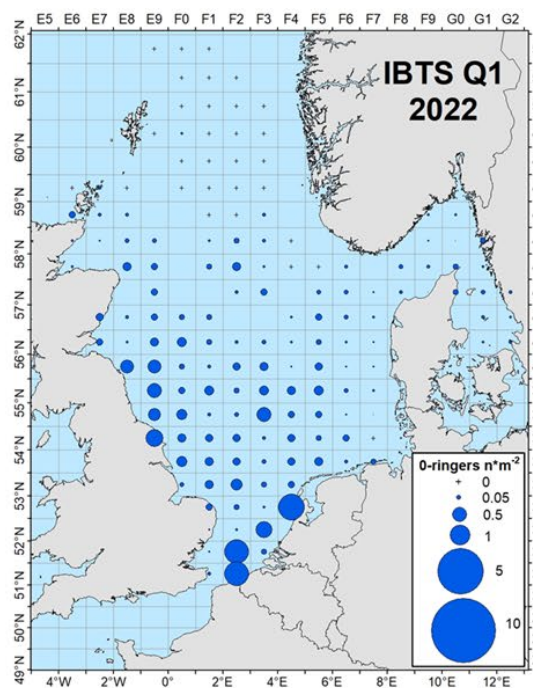 E5 E6 E7 E8 E9 F0 F1 F2 F3 F4 F5 F6 F7 F8 F9 G0 G1 G2
62°N
IBTS Q1
2022
61°N
60°N
59°N
58°N
57°N
56°N
55°N
54°N
53°N
52°N
51°N
50°N
49°N
0-ringers n*m-2
0
0.05
0.5
1
5
10
4°W 2°W 0° 2°E 4°E 6°E 8°E 10°E 12°E